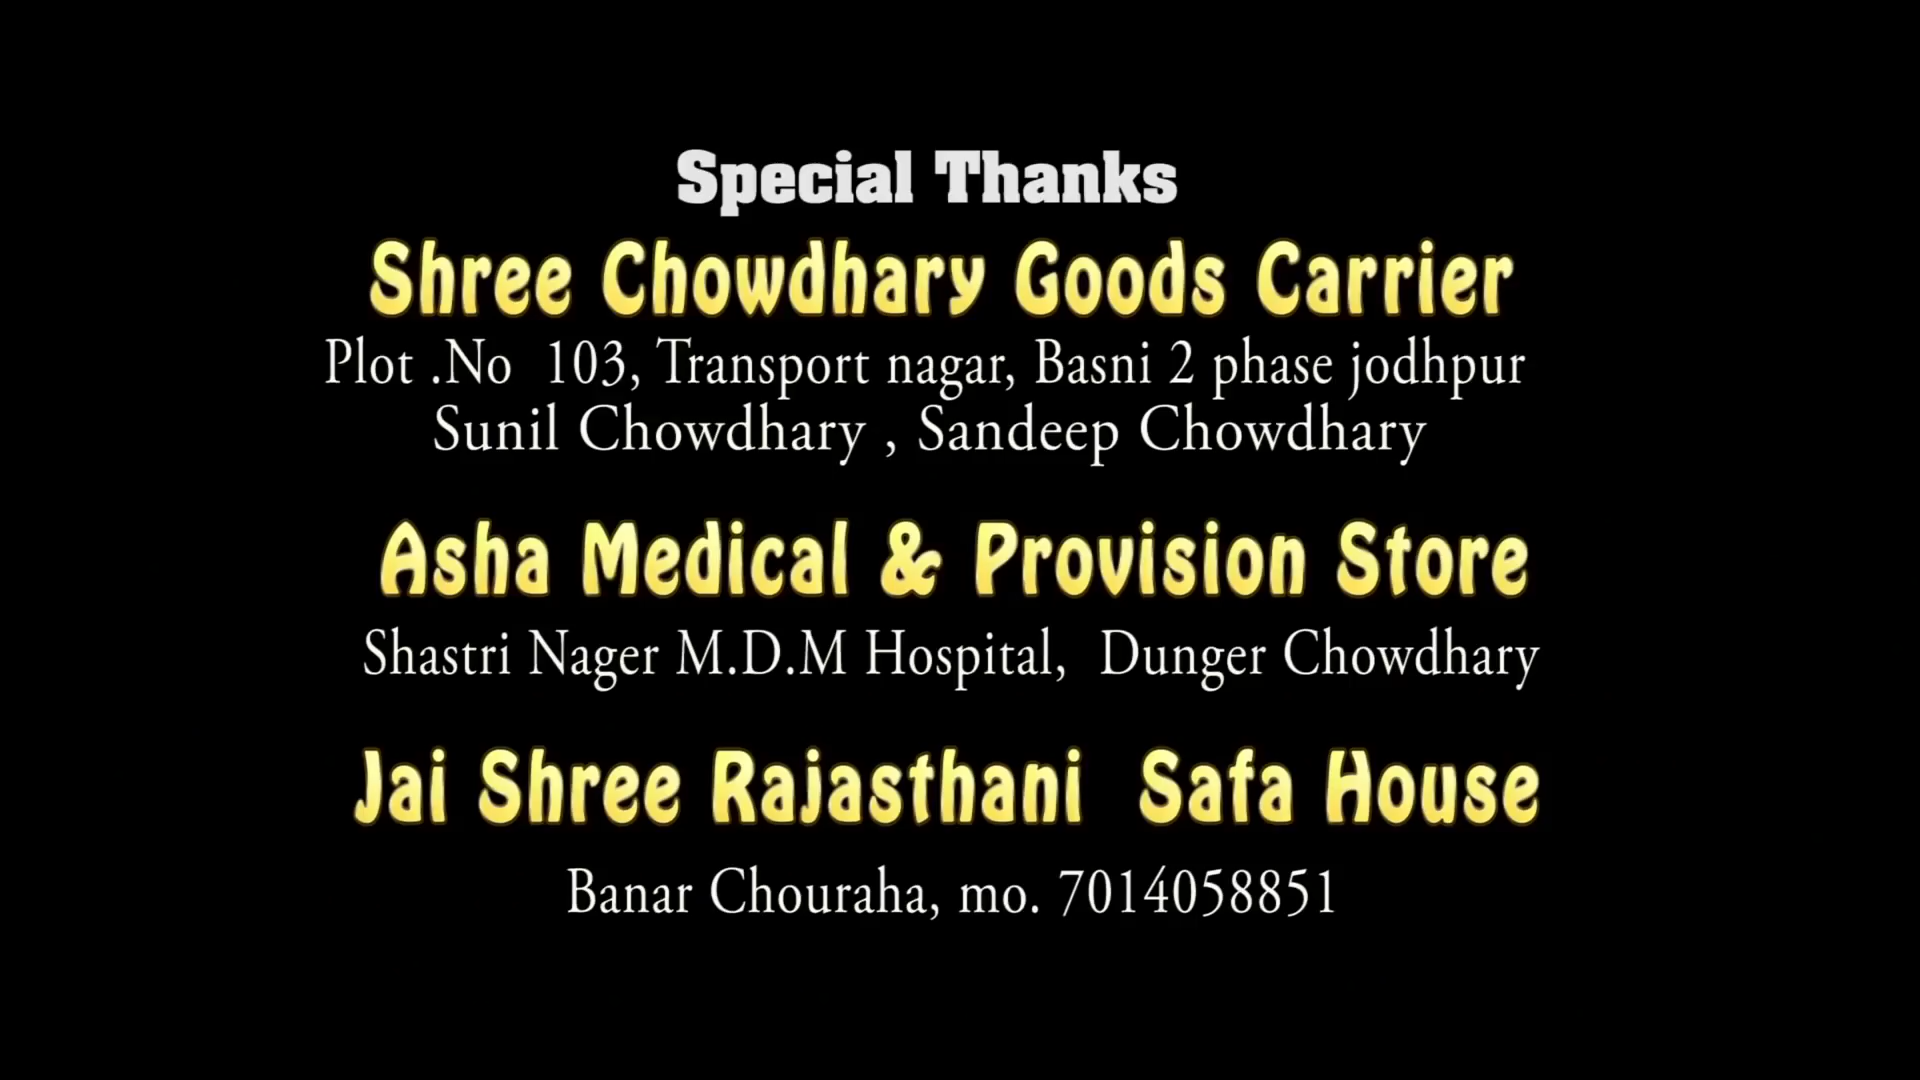 Special Thanks
Shree Chowdhary Goods Carrier
Plot .No  103, Transport nagar, Basni 2 phase jodhpur
Sunil Chowdhary , Sandeep Chowdhary
Asha Medical & Provision Store
Shastri Nager M.D.M Hospital,  Dunger Chowdhary
Jai Shree Rajasthani  Safa House
Banar Chouraha, mo. 7014058851